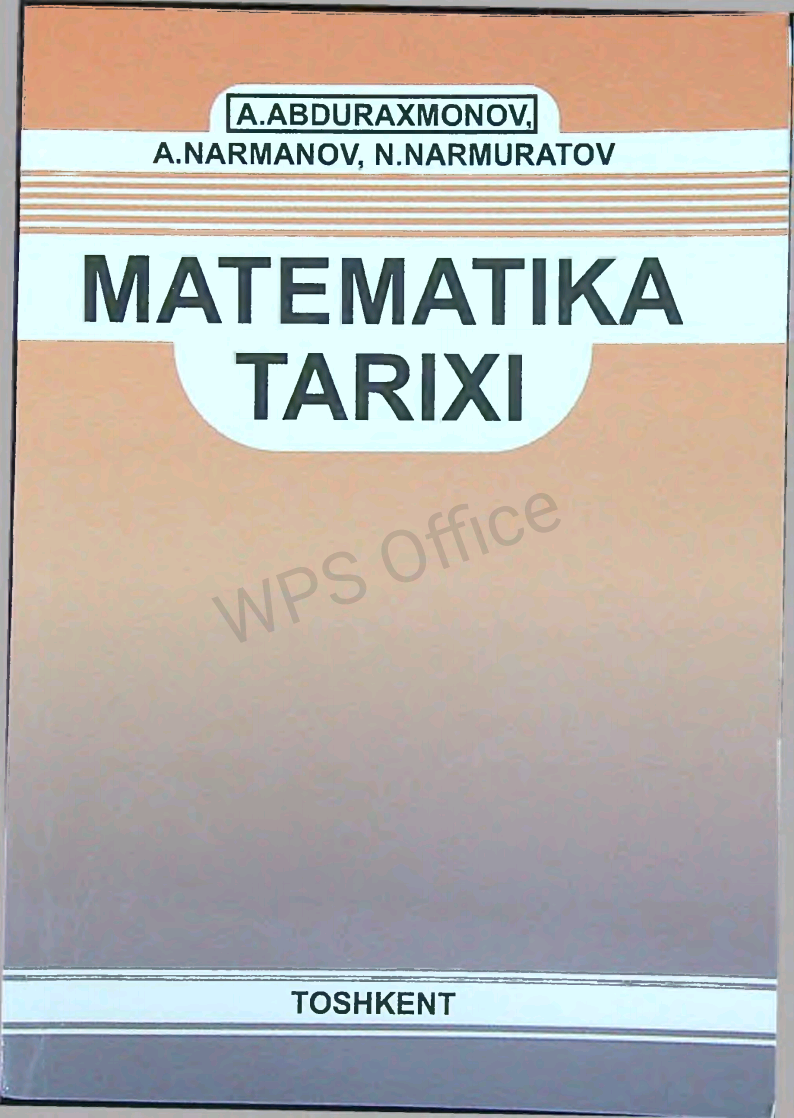 A.ABDURAXMONOV,
A.NARMANOV, N.NARMURATOV
MATEMATIKA
TARIXI
WPS Office
TOSHKENT